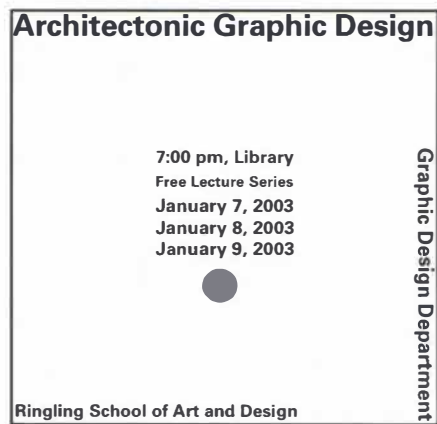 Architectonic Graphic Design
7:00 pm, Library
Free Lecture Series
January 7, 2003
January 8, 2003
January 9, 2003
Graphic Design Department
Ringling School of Art and Design